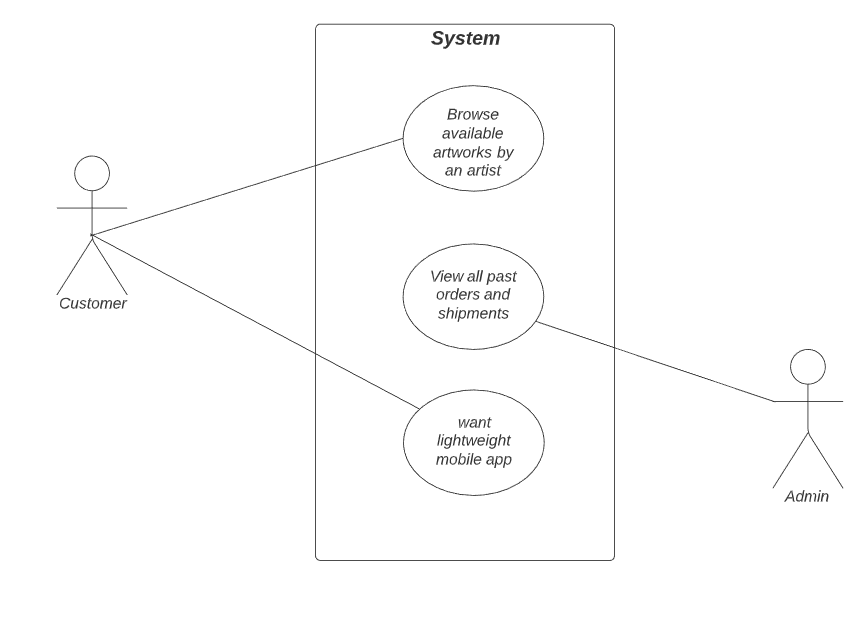 System
Browse
available
artworks by
an artist
Customer
View all past
orders and
shipments
want
lightweight
mobile app
Admin